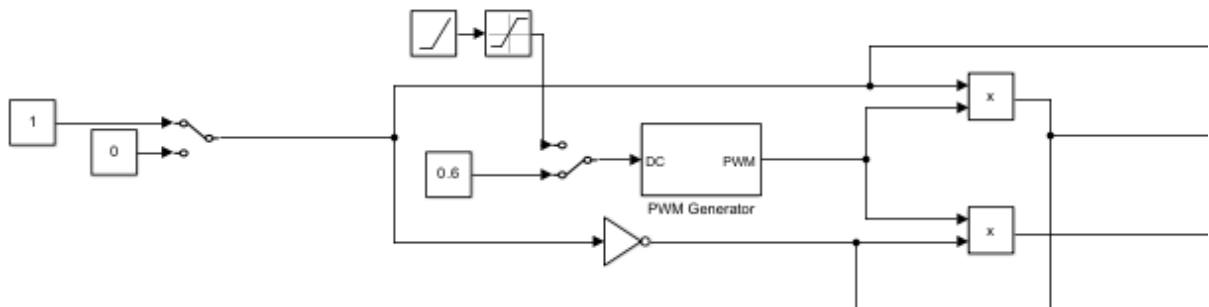 1
0
0.6
DC
PWM
PWM Generator
x
x